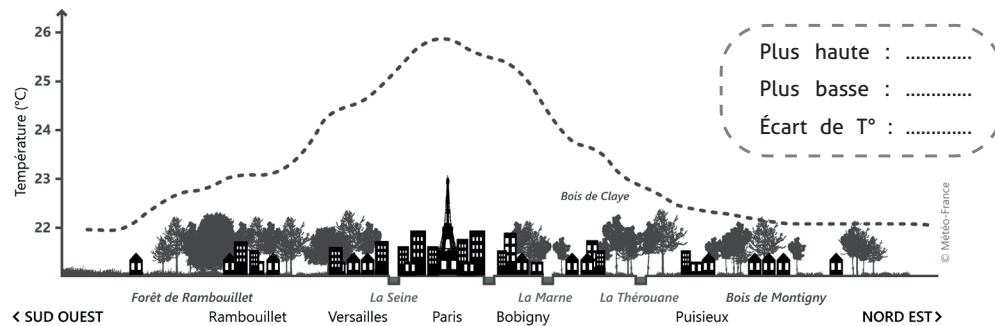 26
25
24
23
22
Température (°C)
Plus haute : .............
Plus basse : .............
Écart de T° : .............
Bois de Claye
© Météo-France
Forêt de Rambouillet
La Seine
La Marne
La Thérouane
Bois de Montigny
< SUD OUEST
Rambouillet
Versailles
Paris
Bobigny
Puisieux
NORD EST >